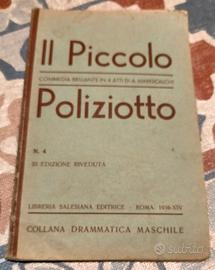 Il Piccolo
COMMEDIA BRILLANTE IN 4 ATTI DI A. MARESCALCHI
Poliziotto
N. 4
III EDIZIONE RIVEDUTA
LIBRERIA SALESIANA EDITRICE - ROMA 1936-XIV
COLLANA DRAMMATICA MASCHILE
subito